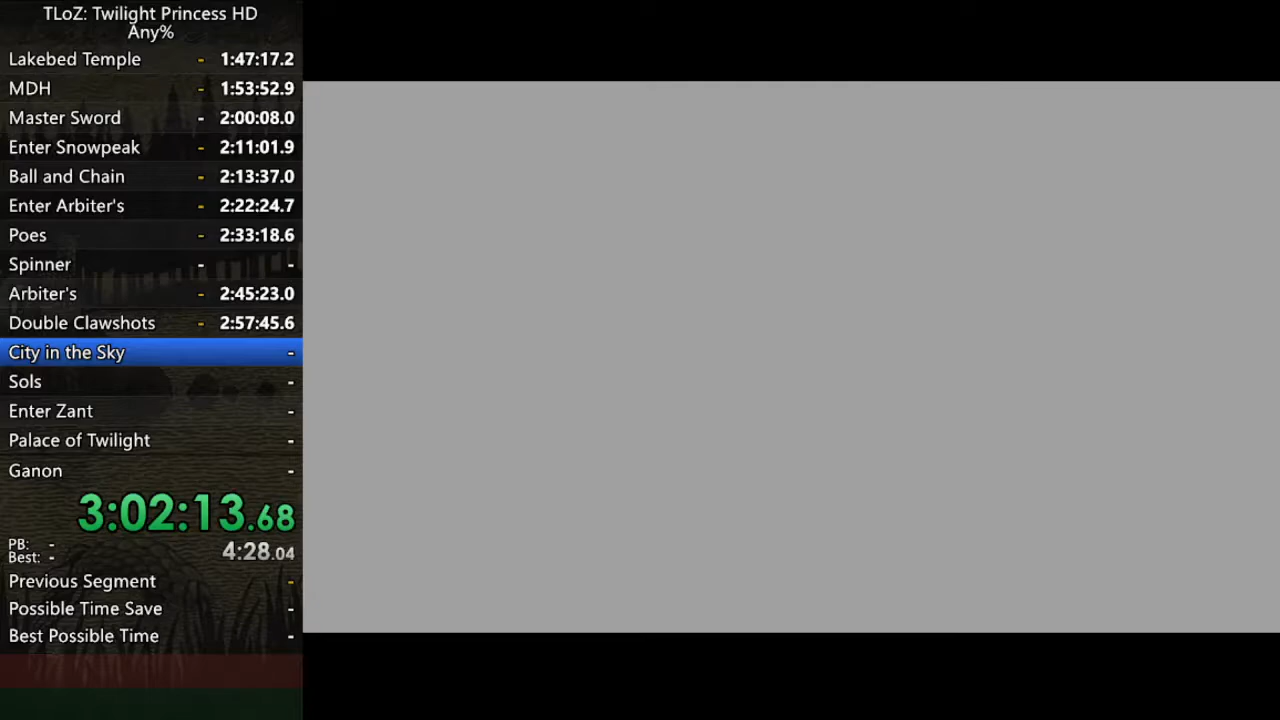 TLoZ: Twilight Princess HD
Any%
Lakebed Temple - 1:47:17.2
MDH - 1:53:52.9
Master Sword - 2:00:08.0
Enter Snowpeak - 2:11:01.9
Ball and Chain - 2:13:37.0
Enter Arbiter's - 2:22:24.7
Poes - 2:33:18.6
Spinner - -
Arbiter's - 2:45:23.0
Double Clawshots - 2:57:45.6
City in the Sky -
Sols -
Enter Zant -
Palace of Twilight -
Ganon -
3:02:13.68
PB: -
Best: - 4:28.04
Previous Segment -
Possible Time Save -
Best Possible Time -